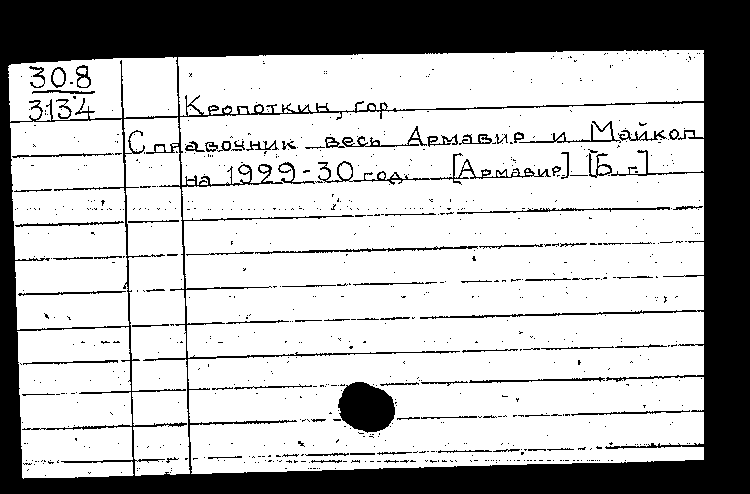 30.8
3134
Кропоткин, гор.
Справочник весь Армавир и Майкоп
на 1929-30 год. [Армавир] [Б. г.]